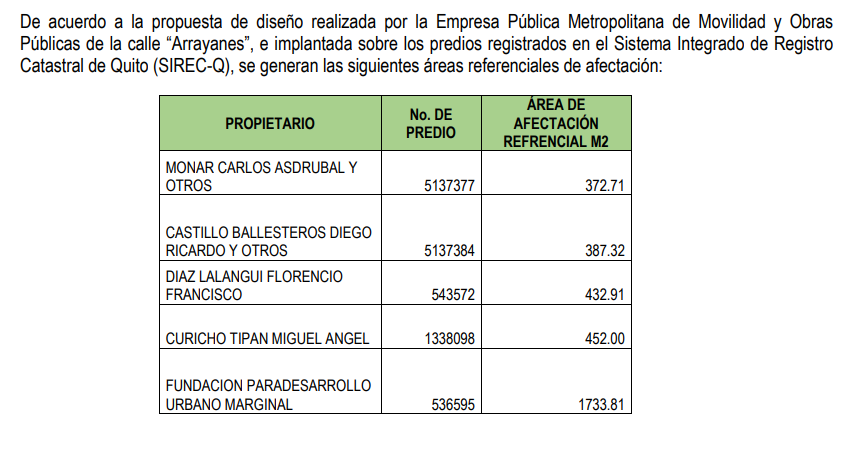 De acuerdo a la propuesta de diseño realizada por la Empresa Pública Metropolitana de Movilidad y Obras
Públicas de la calle “Arrayanes”, e implantada sobre los predios registrados en el Sistema Integrado de Registro
Catastral de Quito (SIREC-Q), se generan las siguientes áreas referenciales de afectación:
PROPIETARIO
No. DE
PREDIO
ÁREA DE
AFECTACIÓN
REFRENCIAL M2
MONAR CARLOS ASDRUBAL Y
OTROS
5137377
372.71
CASTILLO BALLESTEROS DIEGO
RICARDO Y OTROS
5137384
387.32
DIAZ LALANGUI FLORENCIO
FRANCISCO
543572
432.91
CURICHO TIPAN MIGUEL ANGEL
1338098
452.00
FUNDACION PARADESARROLLO
URBANO MARGINAL
536595
1733.81